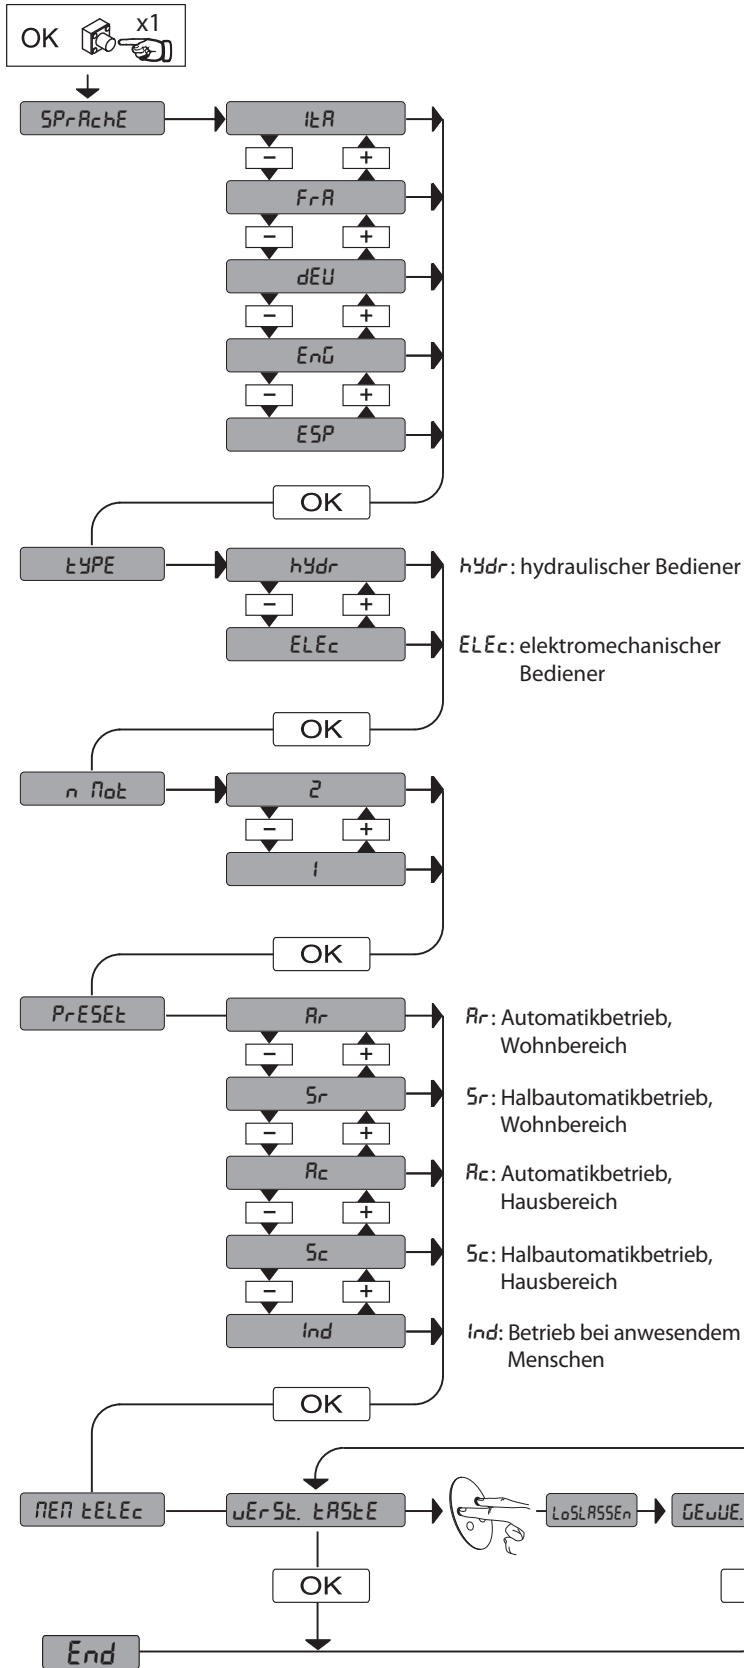 OK x1
SPrAchE
ItA
- +
FrA
- +
dEU
- +
EnG
- +
ESP
OK
tYPE
hYdr
hYdr: hydraulischer Bediener
- +
ELEc
ELEc: elektromechanischer
Bediener
OK
n Mot
2
- +
1
OK
PrESEt
Ar
Ar: Automatikbetrieb,
Wohnbereich
- +
Sr
Sr: Halbautomatikbetrieb,
Wohnbereich
- +
Ac
Ac: Automatikbetrieb,
Hausbereich
- +
Sc
Sc: Halbautomatikbetrieb,
Hausbereich
- +
Ind
Ind: Betrieb bei anwesendem
Menschen
OK
MEM tELEc
vErSt. tAStE
LoSLASSEn
OK
End